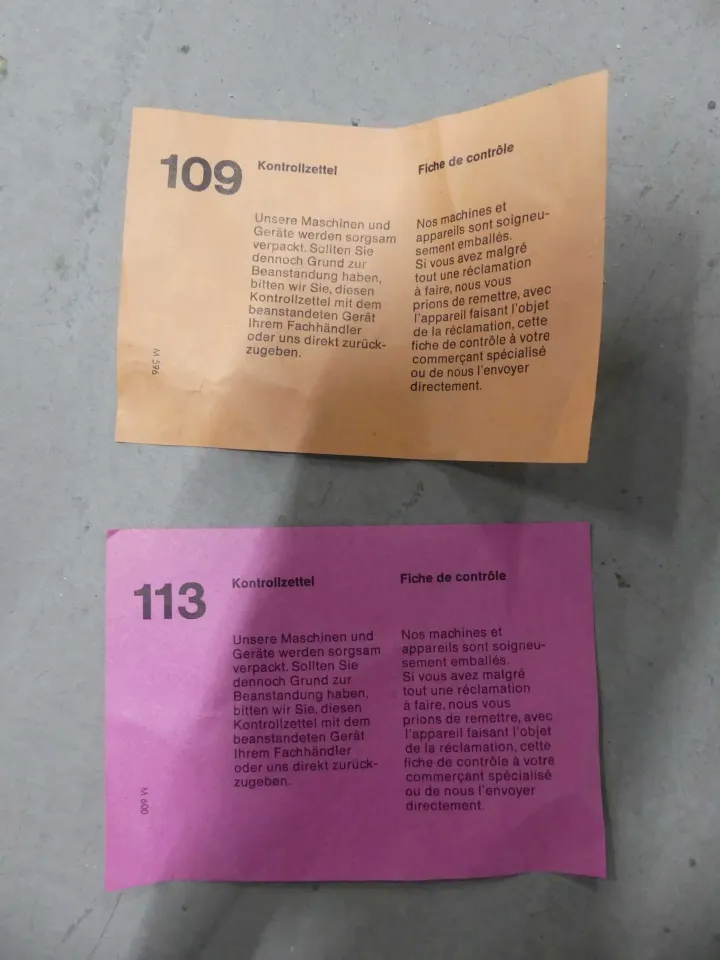 109
Kontrollzettel
Unsere Maschinen und
Geräte werden sorgsam
verpackt. Sollten Sie
dennoch Grund zur
Beanstandung haben,
bitten wir Sie, diesen
Kontrollzettel mit dem
beanstandeten Gerät
Ihrem Fachhändler
oder uns direkt zurück-
zugeben.
Fiche de contrôle
Nos machines et
appareils sont soigneu-
sement emballés.
Si vous avez malgré
tout une réclamation
à faire, nous vous
prions de remettre, avec
l'appareil faisant l'objet
de la réclamation, cette
fiche de contrôle à votre
commerçant spécialisé
ou de nous l'envoyer
directement.
M 596
113
Kontrollzettel
Unsere Maschinen und
Geräte werden sorgsam
verpackt. Sollten Sie
dennoch Grund zur
Beanstandung haben,
bitten wir Sie, diesen
Kontrollzettel mit dem
beanstandeten Gerät
Ihrem Fachhändler
oder uns direkt zurück-
zugeben.
Fiche de contrôle
Nos machines et
appareils sont soigneu-
sement emballés.
Si vous avez malgré
tout une réclamation
à faire, nous vous
prions de remettre, avec
l'appareil faisant l'objet
de la réclamation, cette
fiche de contrôle à votre
commerçant spécialisé
ou de nous l'envoyer
directement.
M 600